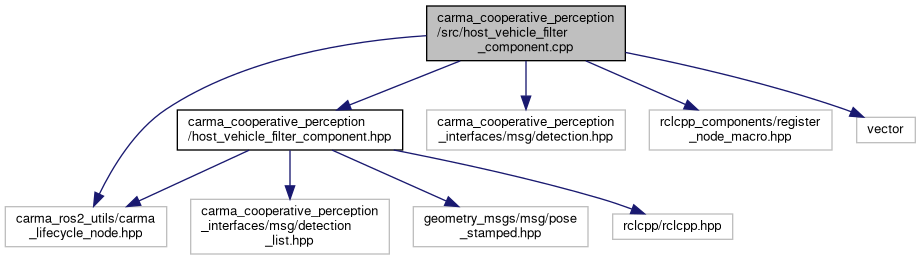 carma_cooperative_perception
/src/host_vehicle_filter
_component.cpp
carma_cooperative_perception
/host_vehicle_filter_component.hpp
carma_cooperative_perception
_interfaces/msg/detection.hpp
rclcpp_components/register
_node_macro.hpp
vector
carma_ros2_utils/carma
_lifecycle_node.hpp
carma_cooperative_perception
_interfaces/msg/detection
_list.hpp
geometry_msgs/msg/pose
_stamped.hpp
rclcpp/rclcpp.hpp